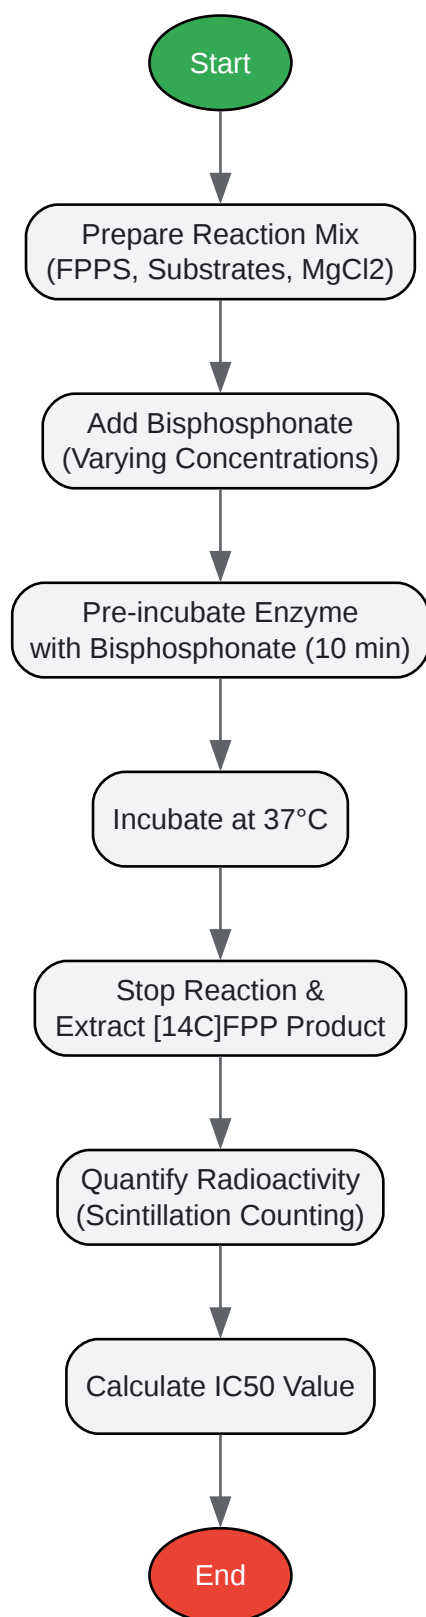 Start
Prepare Reaction Mix
(FPPS, Substrates, MgCl2)
Add Bisphosphonate
(Varying Concentrations)
Pre-incubate Enzyme
with Bisphosphonate (10 min)
Incubate at 37°C
Stop Reaction &
Extract [14C]FPP Product
Quantify Radioactivity
(Scintillation Counting)
Calculate IC50 Value
End